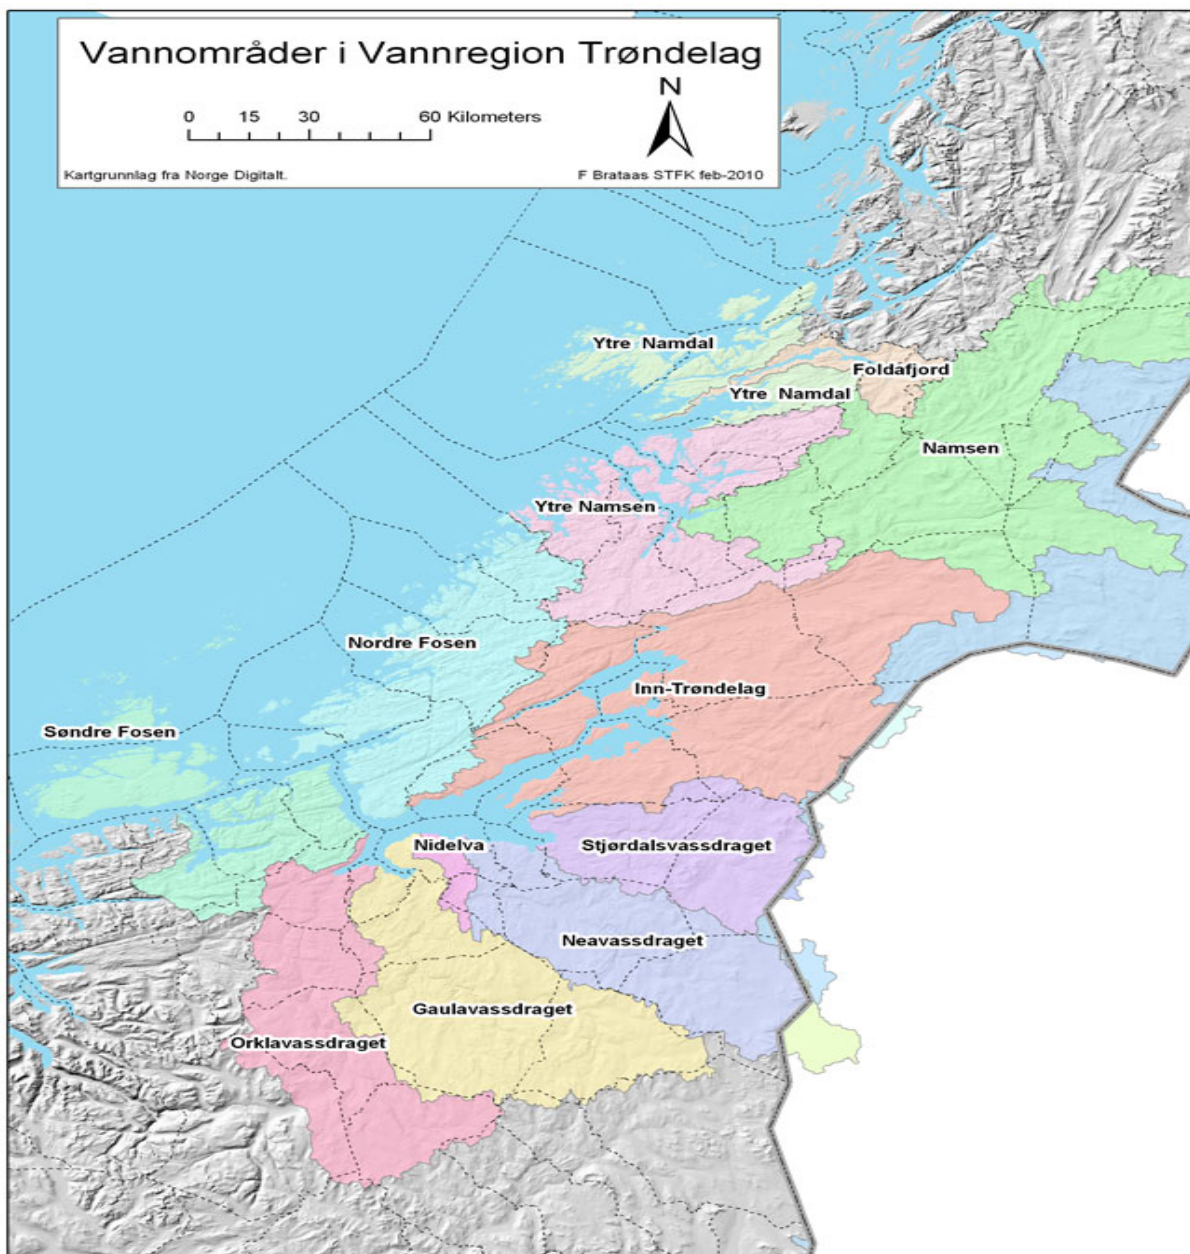 Vannområder i Vannregion Trøndelag
N
0 15 30 60 Kilometers
Kartgrunnlag fra Norge Digitalt.
F Brataas STFK feb-2010
Ytre Namdal
Foldafjord
Ytre Namdal
Namsen
Ytre Namsen
Nordre Fosen
Inn-Trøndelag
Søndre Fosen
Nidelva
Stjørdalsvassdraget
Neavassdraget
Gaulavassdraget
Orklavassdraget